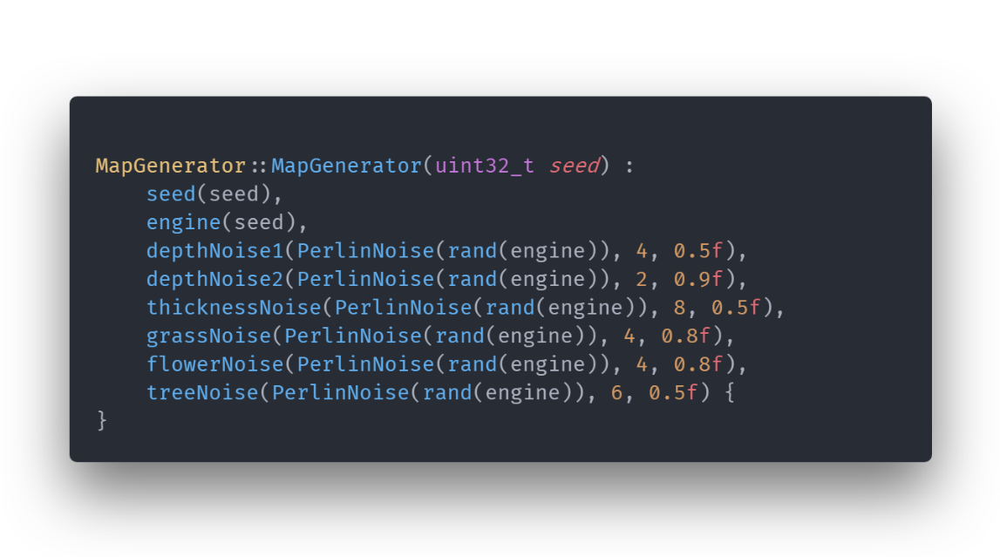 MapGenerator::MapGenerator(uint32_t seed) :
    seed(seed),
    engine(seed),
    depthNoise1(PerlinNoise(rand(engine)), 4, 0.5f),
    depthNoise2(PerlinNoise(rand(engine)), 2, 0.9f),
    thicknessNoise(PerlinNoise(rand(engine)), 8, 0.5f),
    grassNoise(PerlinNoise(rand(engine)), 4, 0.8f),
    flowerNoise(PerlinNoise(rand(engine)), 4, 0.8f),
    treeNoise(PerlinNoise(rand(engine)), 6, 0.5f) {
}